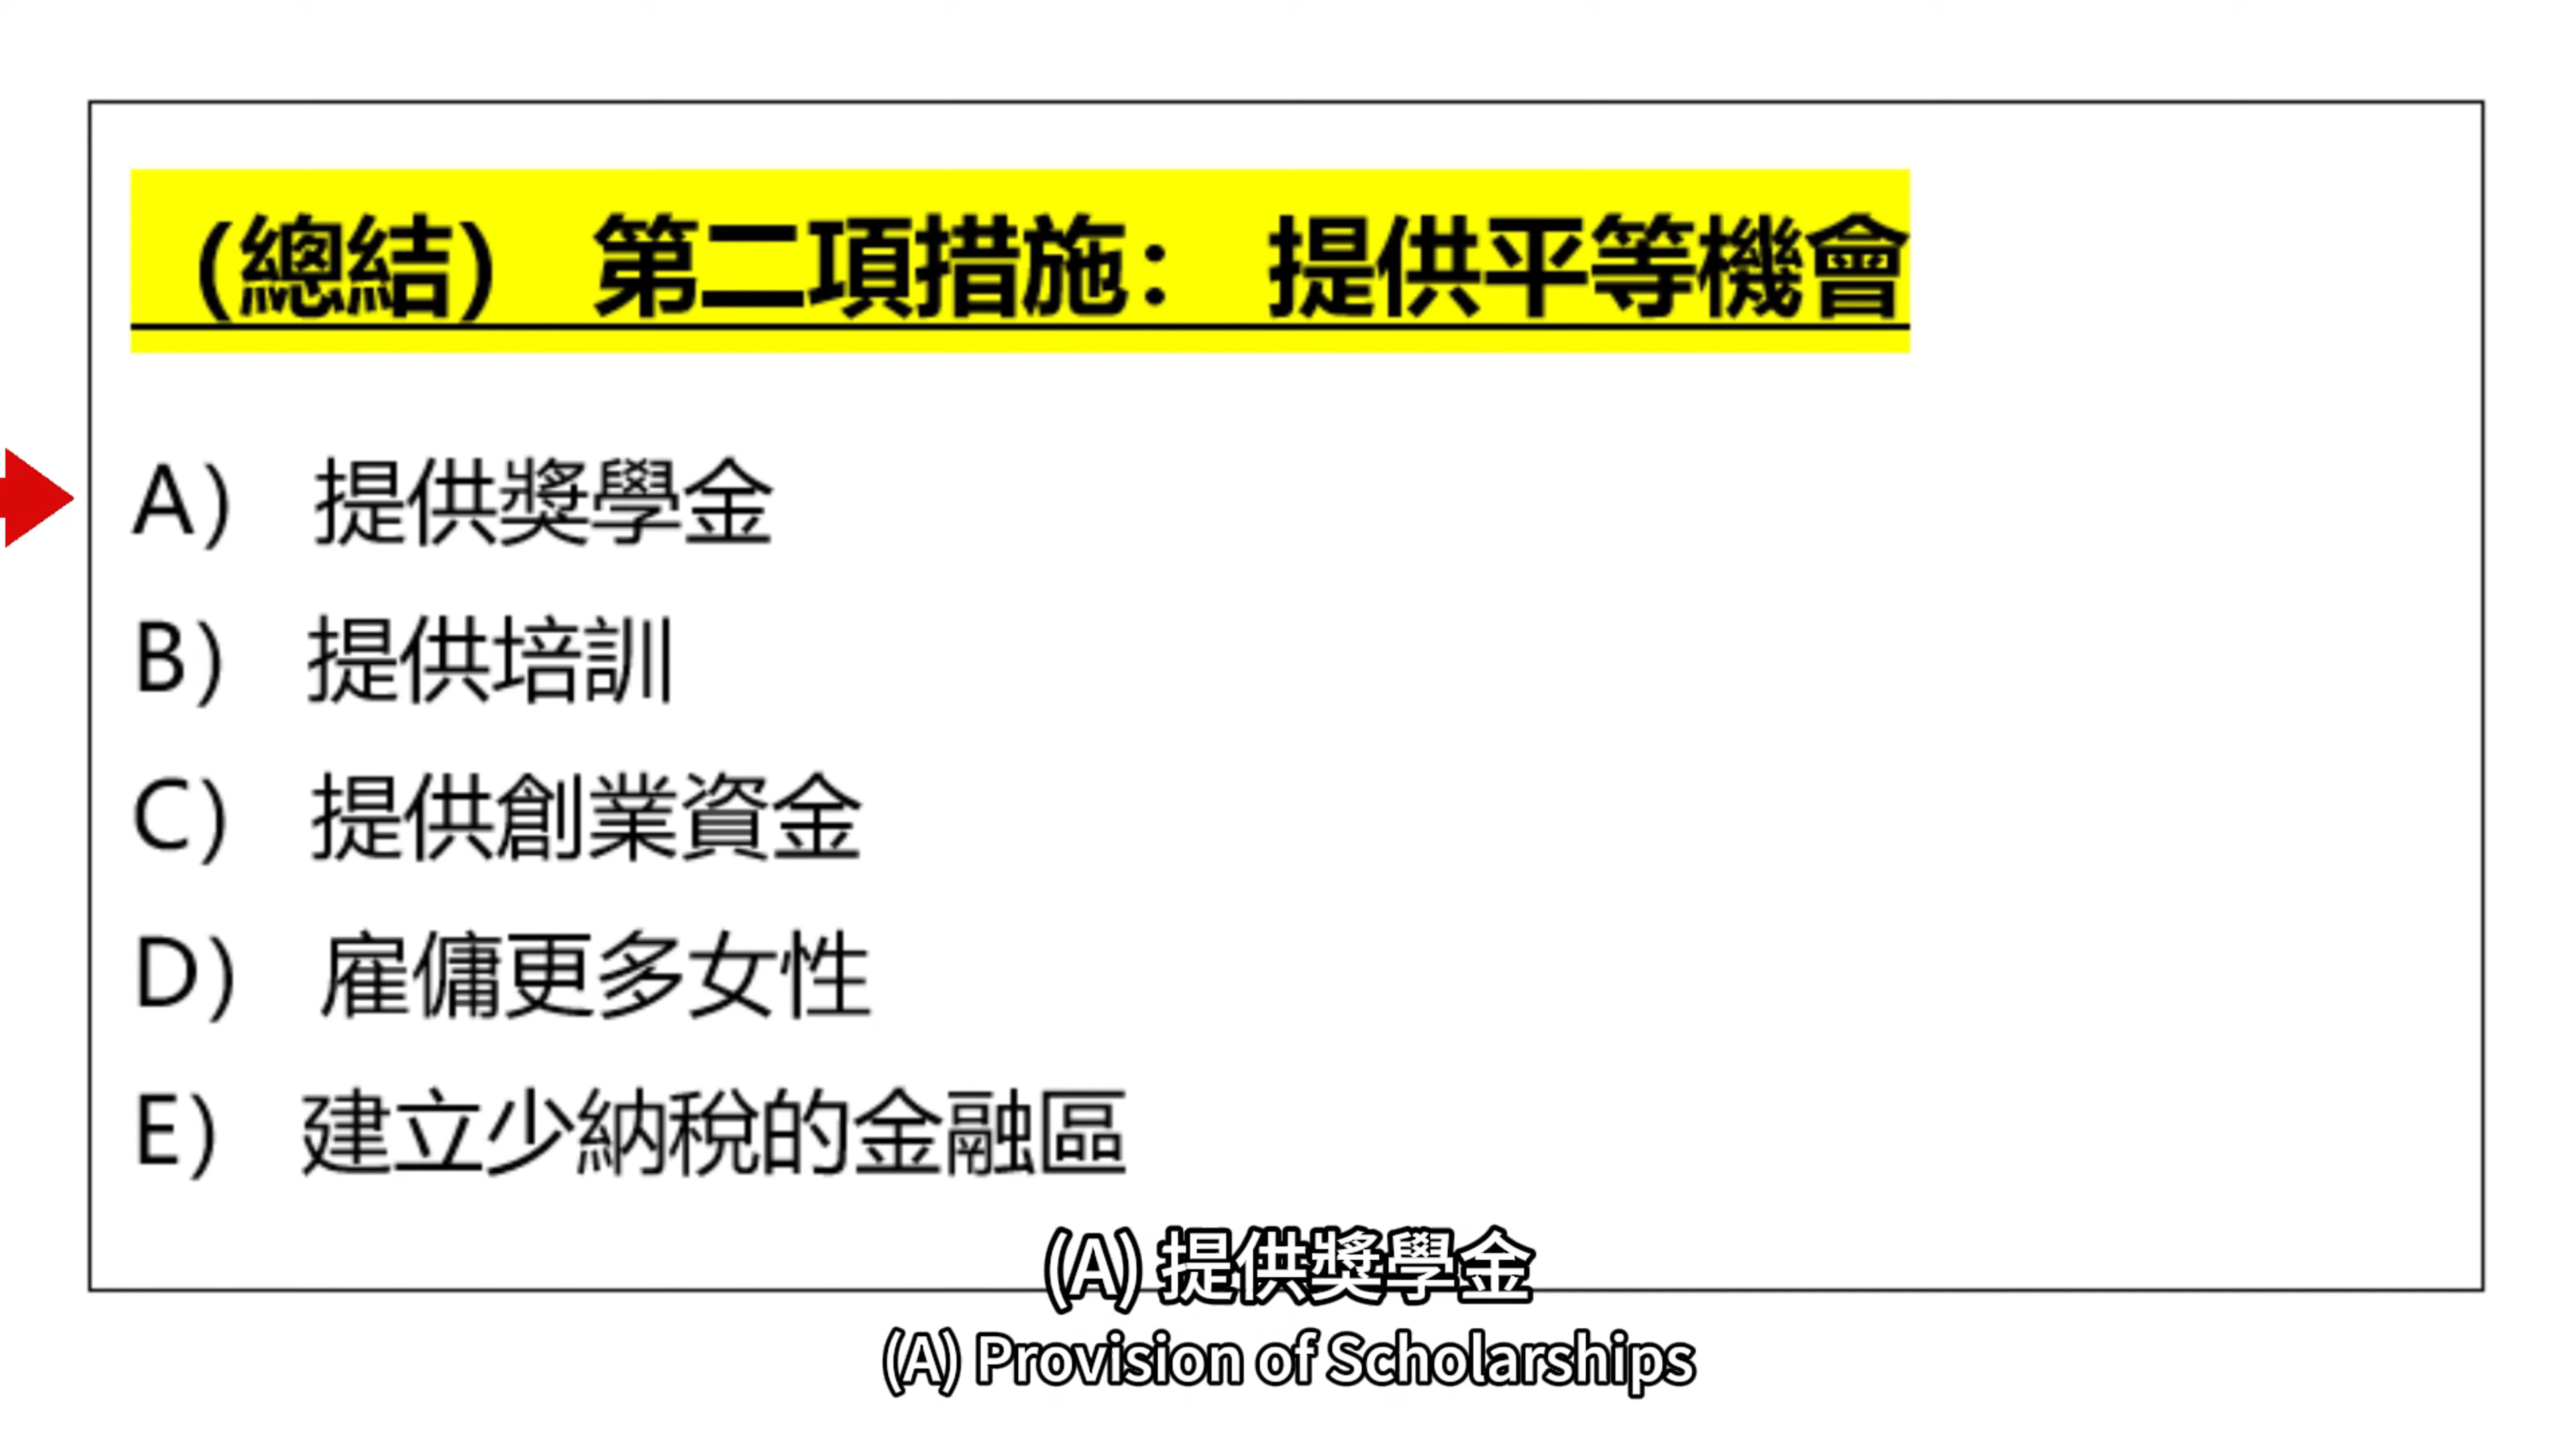 （總結） 第二項措施： 提供平等機會
A） 提供獎學金
B） 提供培訓
C） 提供創業資金
D） 雇傭更多女性
E） 建立少納稅的金融區
(A) 提供獎學金
(A) Provision of Scholarships